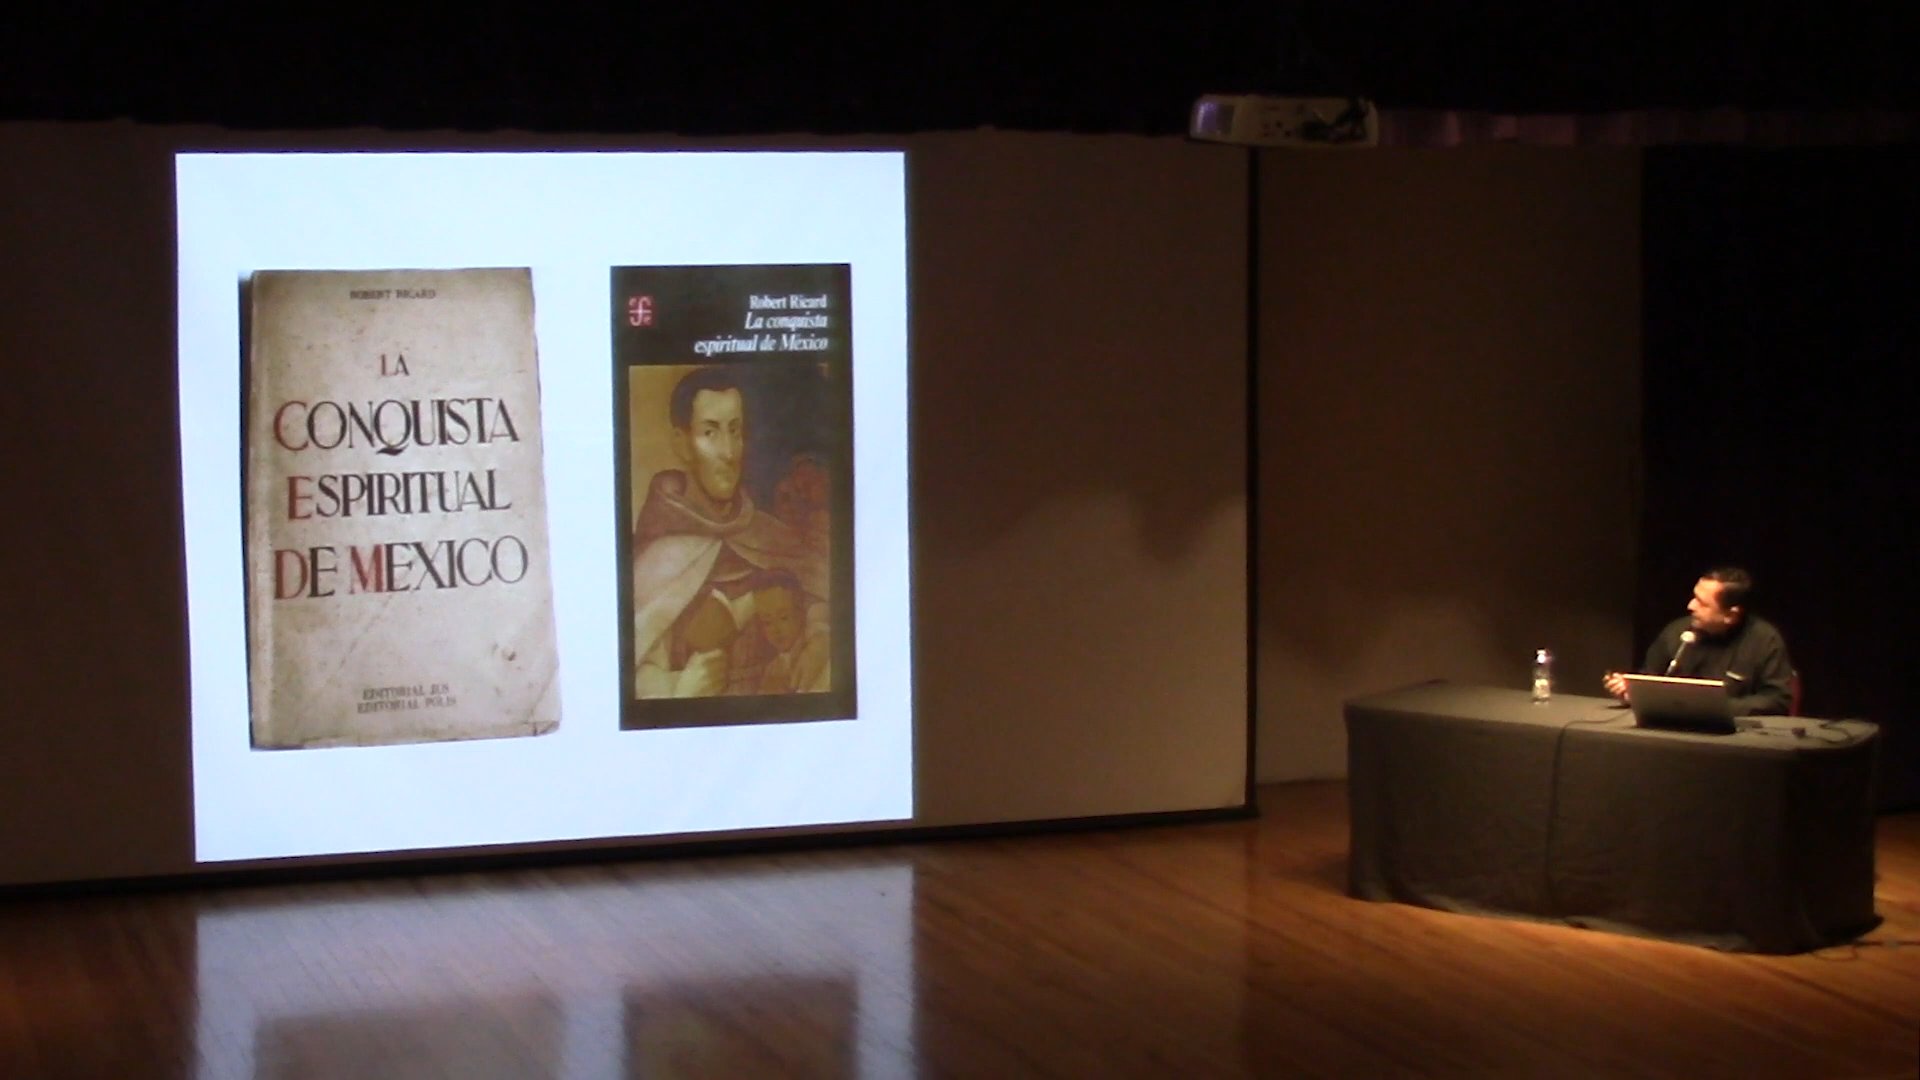 ROBERT RICARD
LA
CONQUISTA
ESPIRITUAL
DE MEXICO
EDITORIAL JUS
EDITORIAL POLIS
Robert Ricard
La conquista
espiritual de México